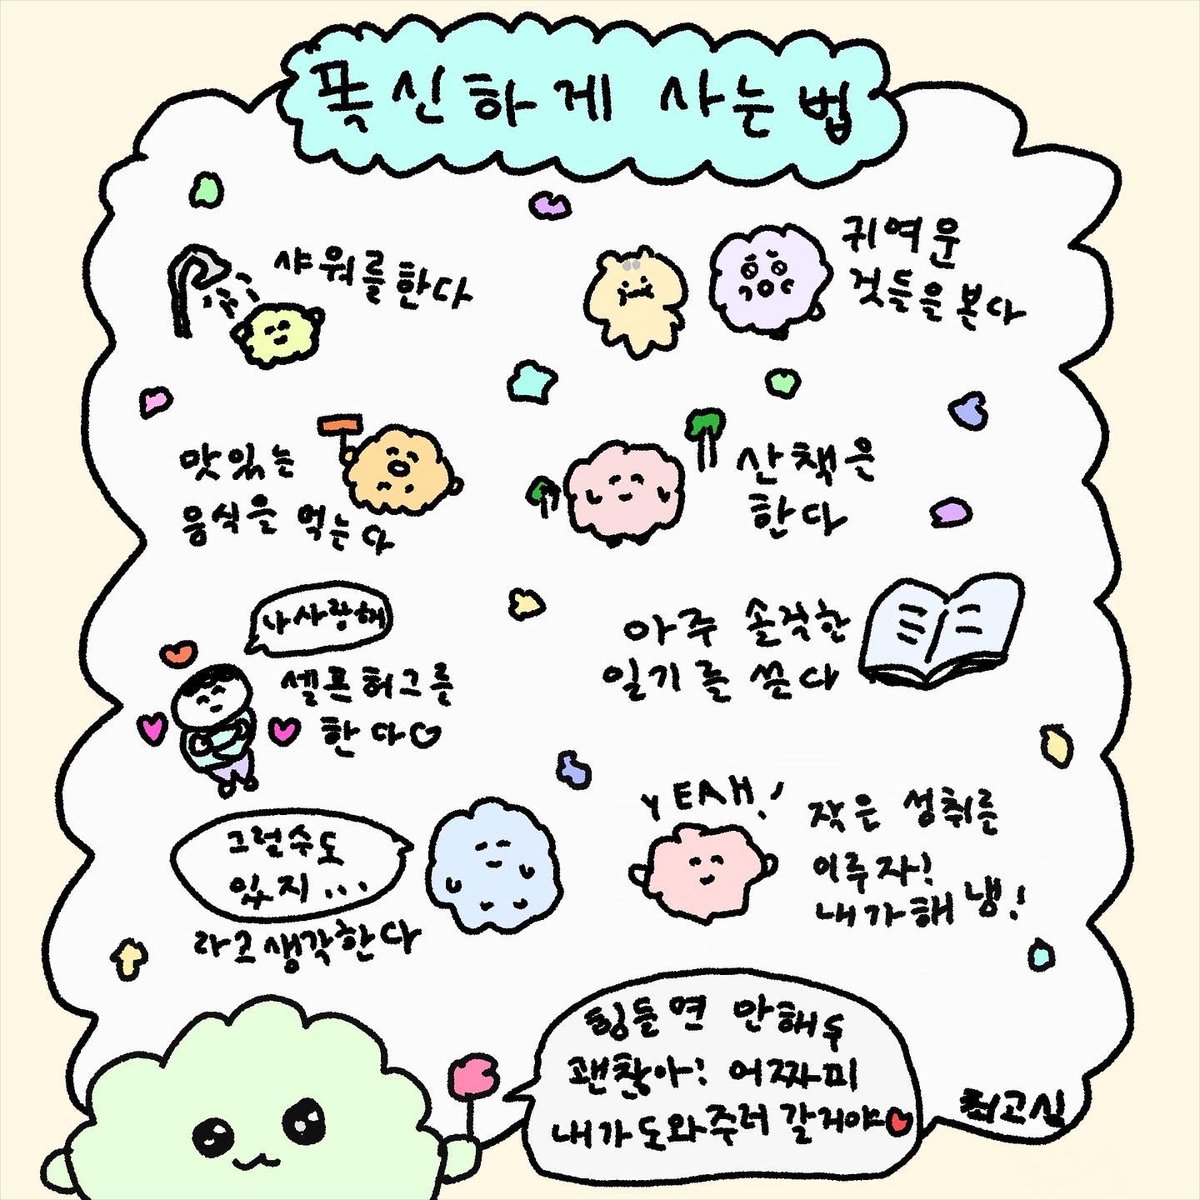 폭신하게 사는 법
샤워를 한다
귀여운
것들을 본다
맛있는
음식을 먹는다
산책은
한다
나 사랑해
셀프허그를
한다♡
아주 솔직한
일기를 쓴다
그럴수도
있지...
라고 생각한다
YEAH!
작은 성취를
이루자!
내가해 냄!
힘들면 안해두
괜찮아! 어짜피
내가 도와주러 갈거야♥
최고심